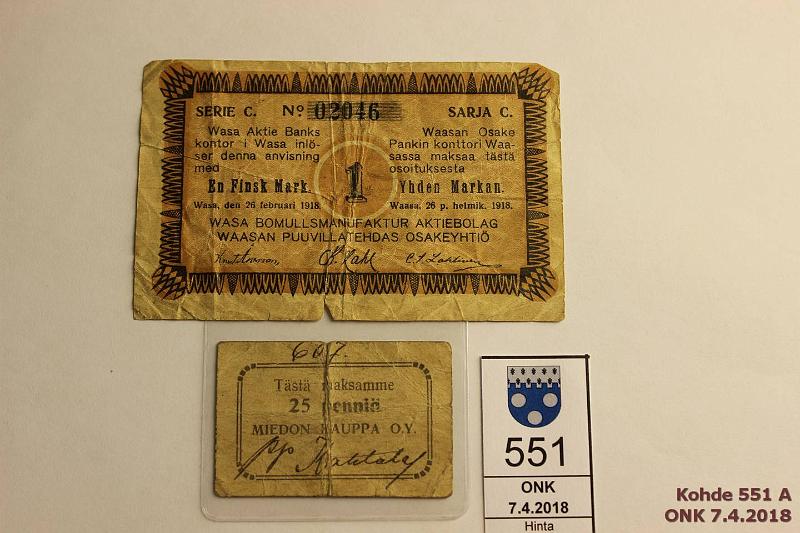 SERIE C. No. 02046 SARJA C.
Wasa Aktie Banks
kontor i Wasa inlö-
ser denna anvisning
med
En Finsk Mark.
Wasa, den 26 februari 1918.
1
Waasan Osake
Pankin konttori Waa-
sassa maksaa tästä
osoituksesta
Yhden Markan.
Waasa, 26 p. helmik. 1918.
WASA BOMULLSMANUFAKTUR AKTIEBOLAG
WAASAN PUUVILLATEHDAS OSAKEYHTIÖ
607.
Tästä maksamme
25 penniä
MIEDON KAUPPA O.Y.
pp
551
ONK
7.4.2018
Hinta
Kohde 551 A
ONK 7.4.2018